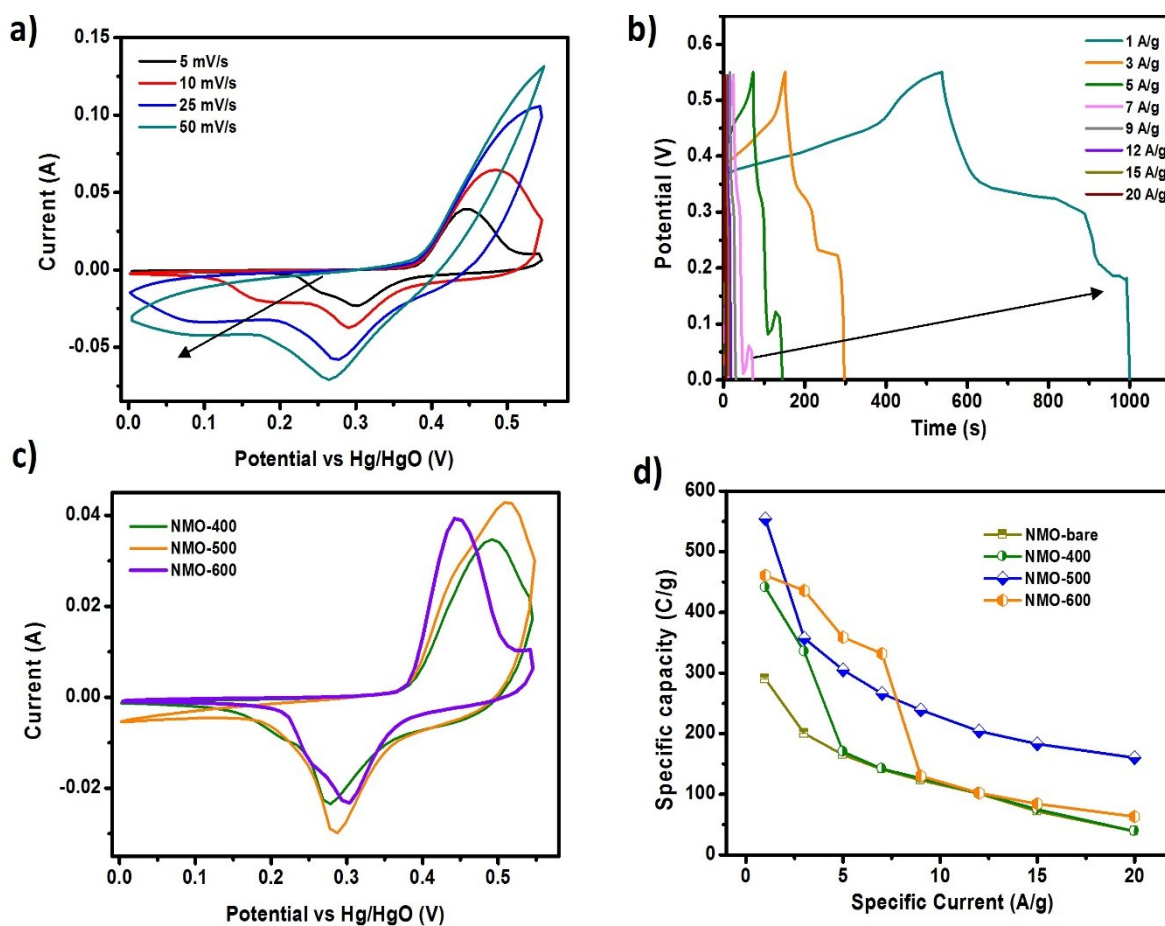 a)
0.15
0.10
0.05
0.00
-0.05
Current (A)
5 mV/s
10 mV/s
25 mV/s
50 mV/s
0.0 0.1 0.2 0.3 0.4 0.5
Potential vs Hg/HgO (V)
b)
0.6
0.5
0.4
0.3
0.2
0.1
0.0
Potential (V)
1 A/g
3 A/g
5 A/g
7 A/g
9 A/g
12 A/g
15 A/g
20 A/g
0 200 400 600 800 1000
Time (s)
c)
0.04
0.02
0.00
-0.02
Current (A)
NMO-400
NMO-500
NMO-600
0.0 0.1 0.2 0.3 0.4 0.5
Potential vs Hg/HgO (V)
d)
600
500
400
300
200
100
0
Specific capacity (C/g)
NMO-bare
NMO-400
NMO-500
NMO-600
0 5 10 15 20
Specific Current (A/g)